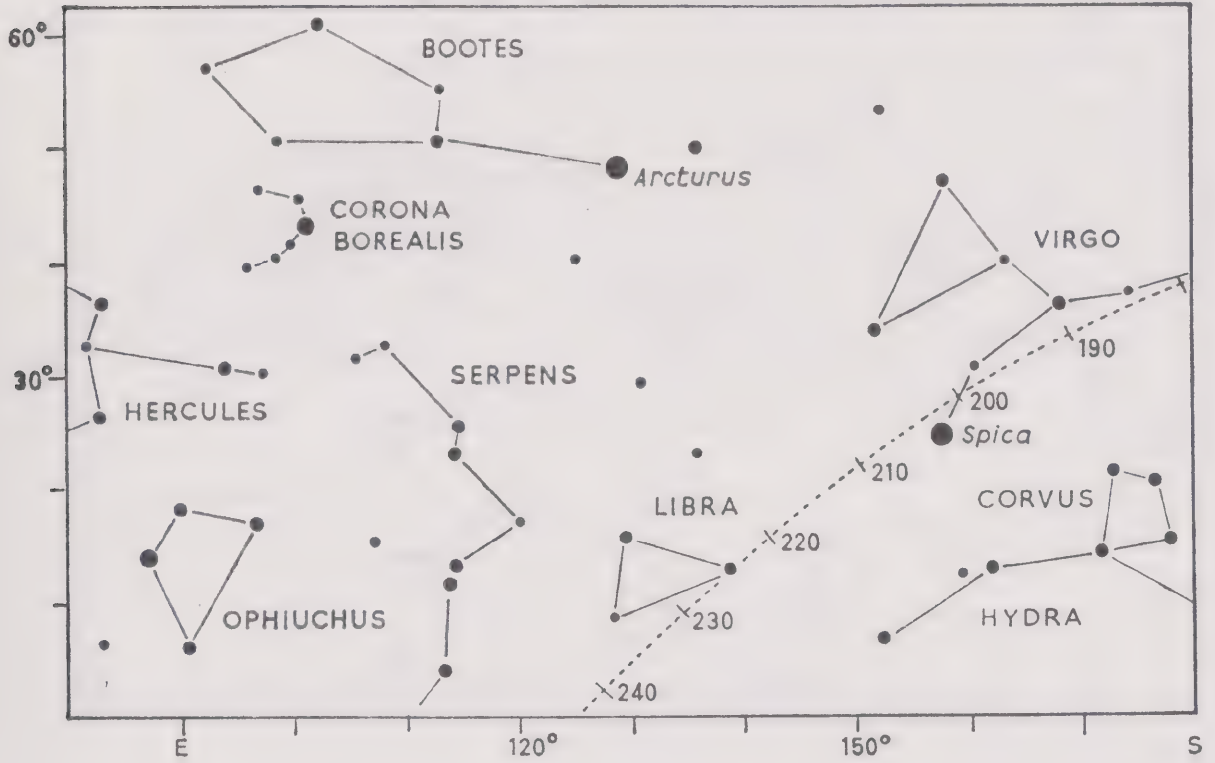 60°
BOOTES
Arcturus
CORONA
BOREALIS
VIRGO
190
30°
SERPENS
HERCULES
200
Spica
210
LIBRA
CORVUS
220
OPHIUCHUS
230
HYDRA
240
E
120°
150°
S